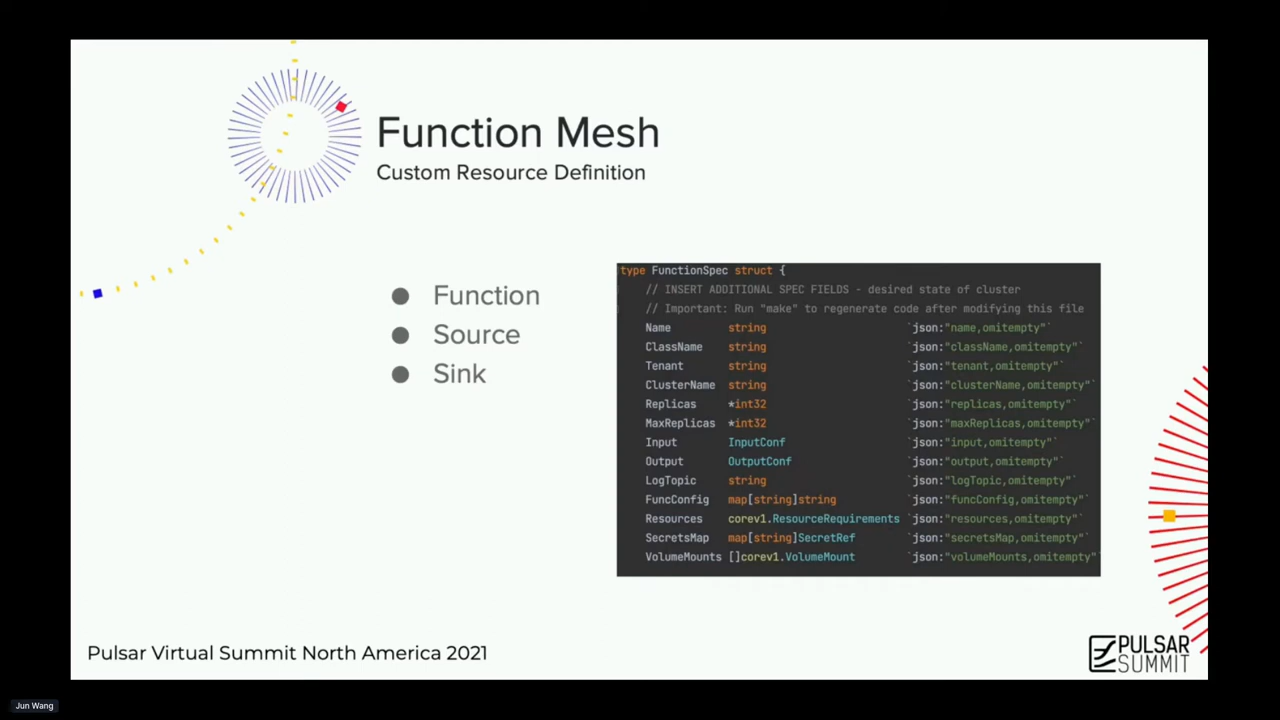 Function Mesh
Custom Resource Definition
● Function
● Source
● Sink
type FunctionSpec struct {
// INSERT ADDITIONAL SPEC FIELDS - desired state of cluster
// Important: Run "make" to regenerate code after modifying this file
Name string `json:"name,omitempty"`
ClassName string `json:"className,omitempty"`
Tenant string `json:"tenant,omitempty"`
ClusterName string `json:"clusterName,omitempty"`
Replicas *int32 `json:"replicas,omitempty"`
MaxReplicas *int32 `json:"maxReplicas,omitempty"`
Input InputConf `json:"input,omitempty"`
Output OutputConf `json:"output,omitempty"`
LogTopic string `json:"logTopic,omitempty"`
FuncConfig map[string]string `json:"funcConfig,omitempty"`
Resources corev1.ResourceRequirements `json:"resources,omitempty"`
SecretsMap map[string]SecretRef `json:"secretsMap,omitempty"`
VolumeMounts []corev1.VolumeMount `json:"volumeMounts,omitempty"`
Pulsar Virtual Summit North America 2021
PULSAR
SUMMIT
Jun Wang